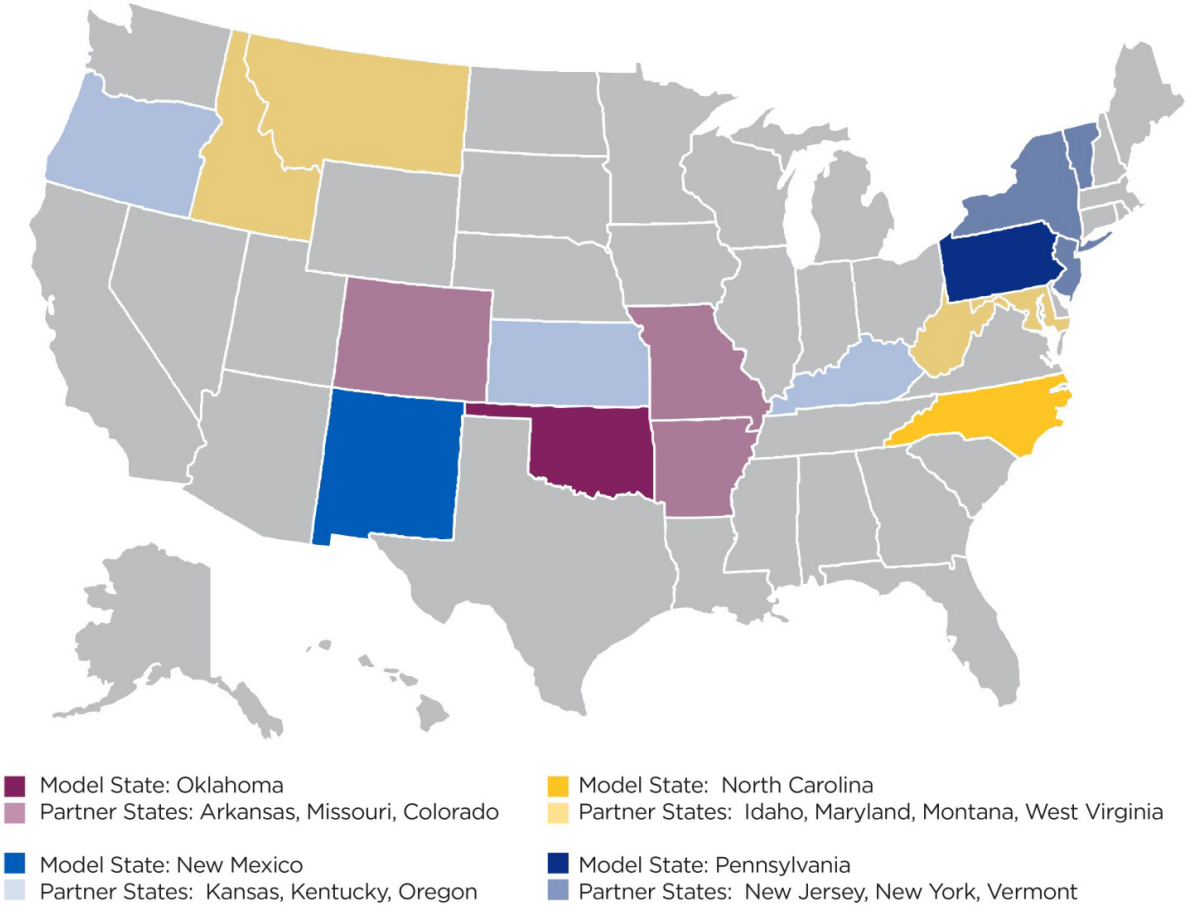 Model State: Oklahoma
Partner States: Arkansas, Missouri, Colorado
Model State: New Mexico
Partner States: Kansas, Kentucky, Oregon
Model State: North Carolina
Partner States: Idaho, Maryland, Montana, West Virginia
Model State: Pennsylvania
Partner States: New Jersey, New York, Vermont